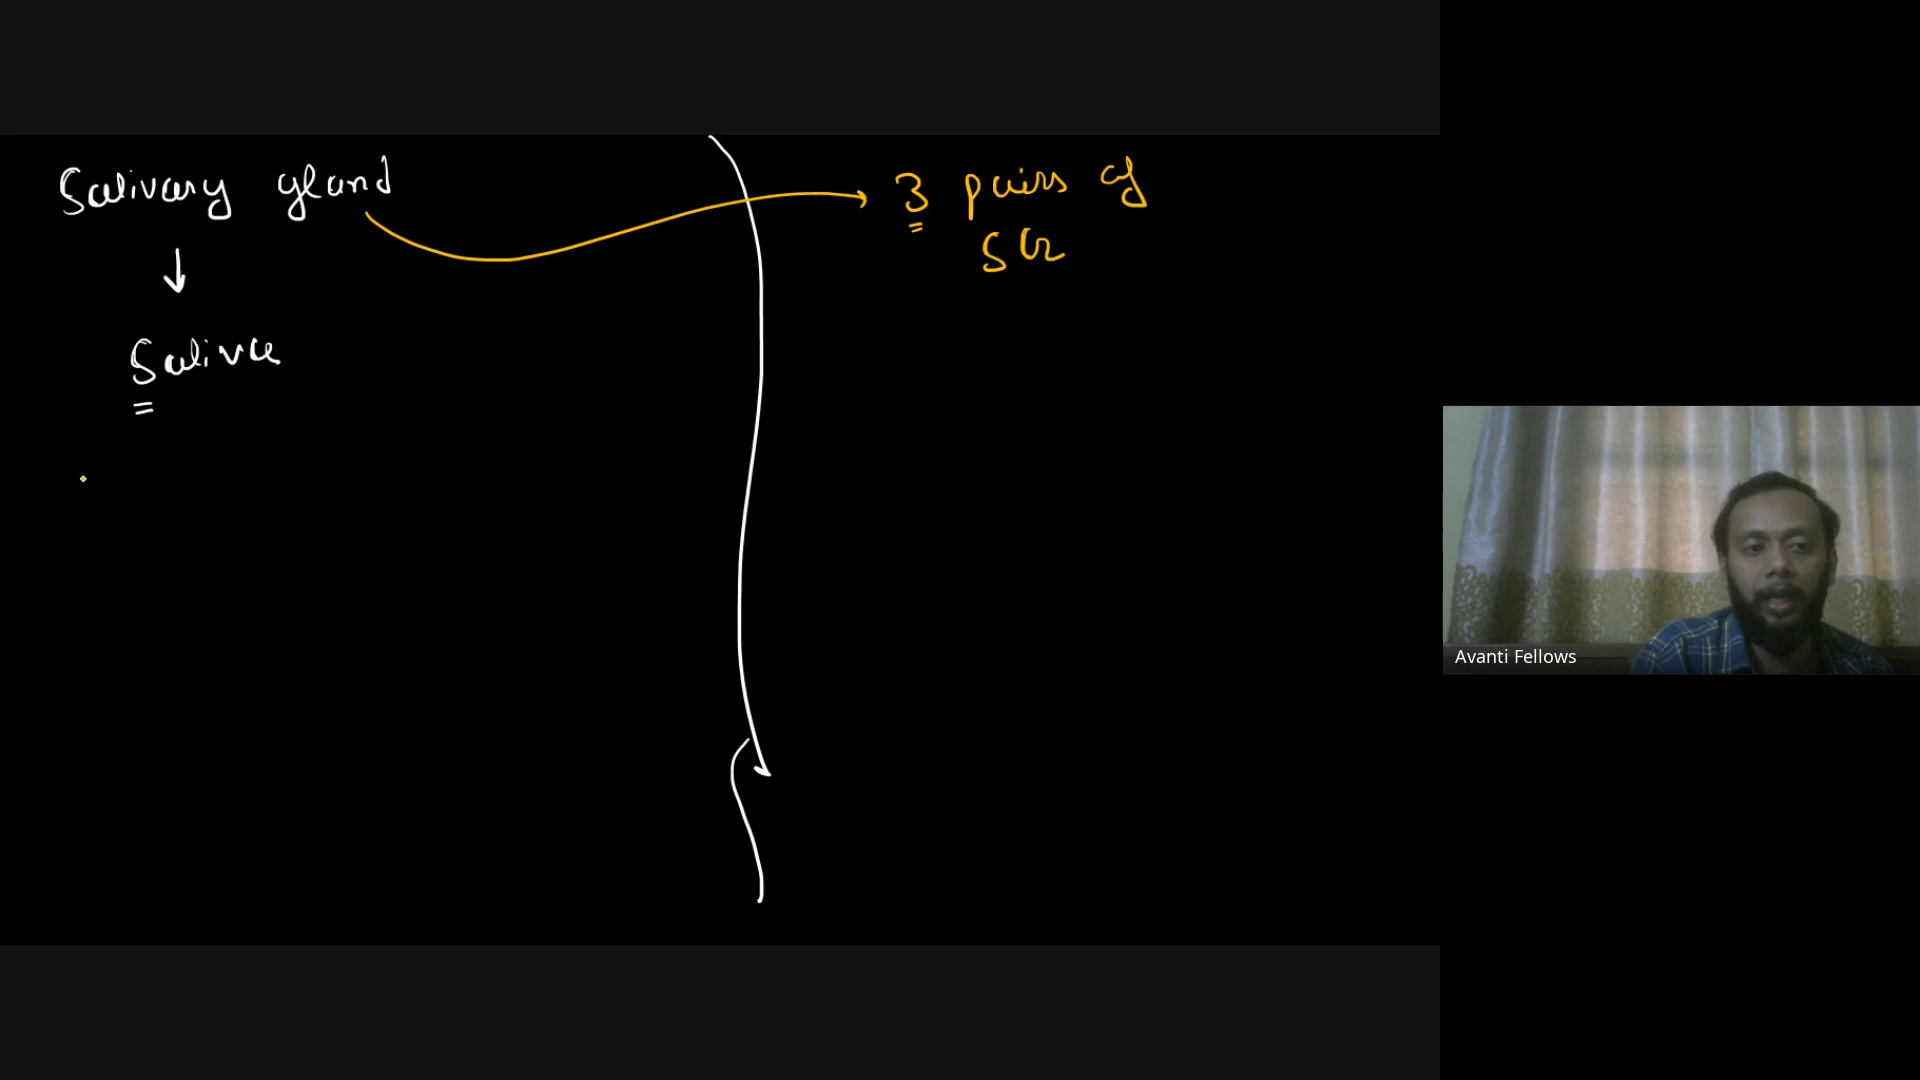 Salivary gland
↓
Saliva
3 pairs of
SG
Avanti Fellows